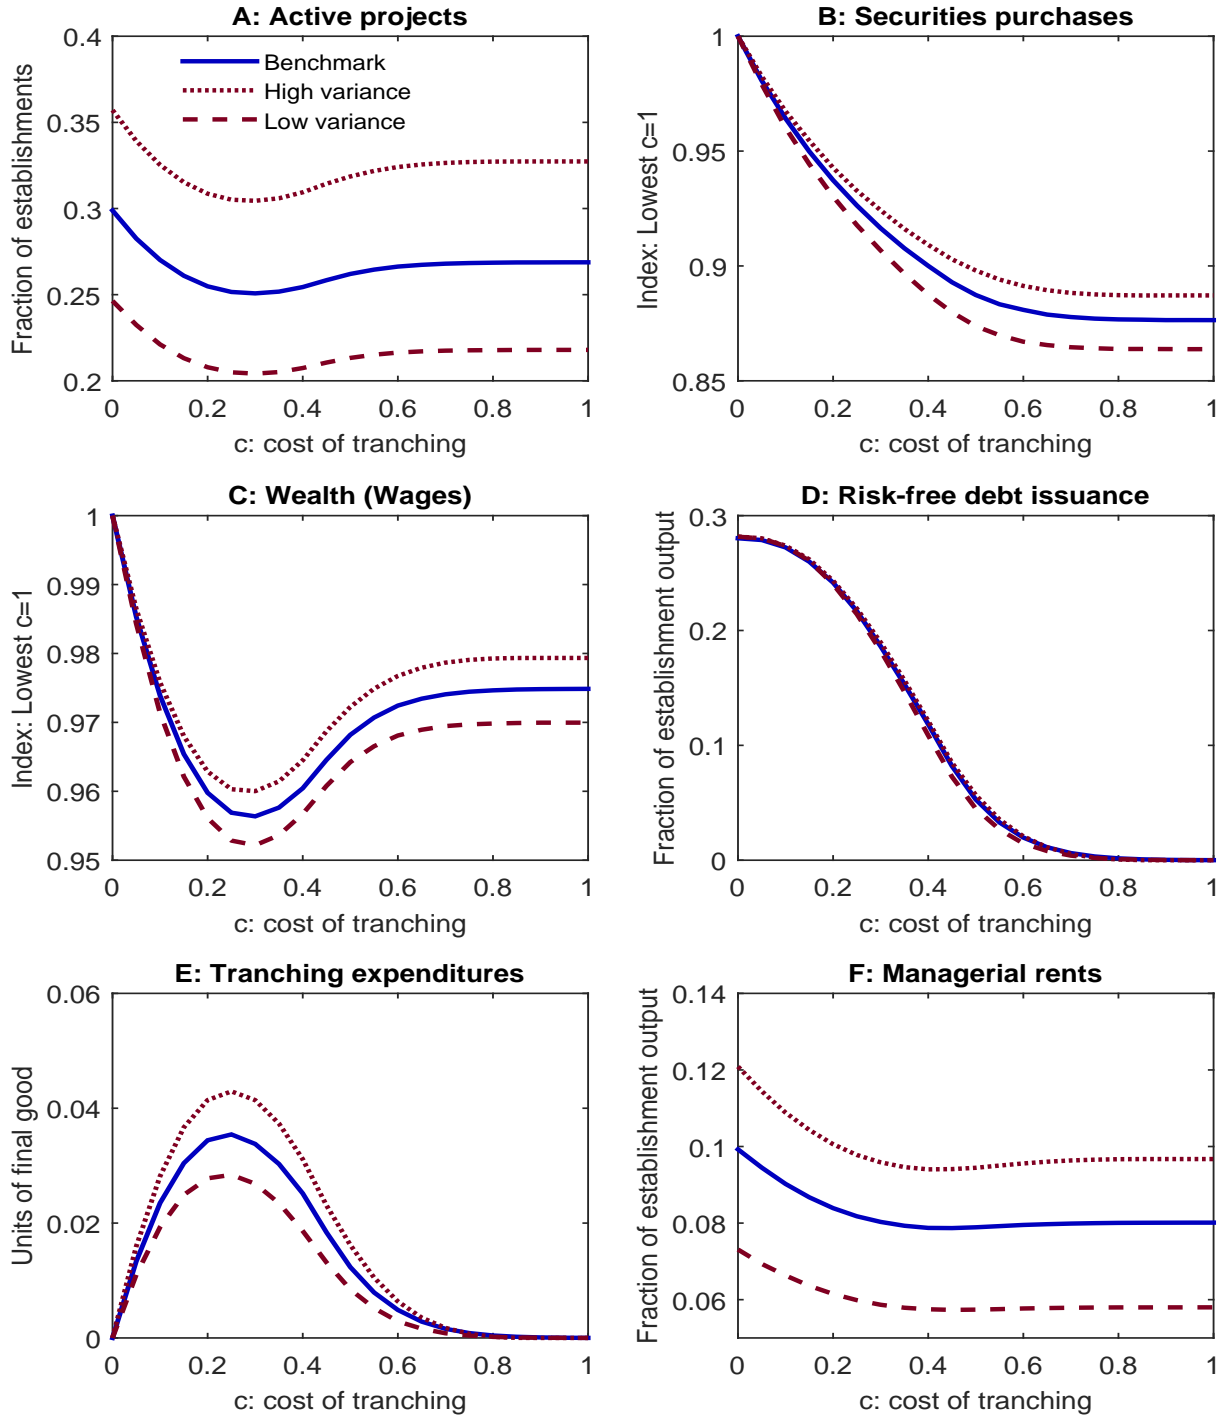 A: Active projects
Fraction of establishments
0.4
0.35
0.3
0.25
0.2
Benchmark
High variance
Low variance
0 0.2 0.4 0.6 0.8 1
c: cost of tranching
B: Securities purchases
Index: Lowest c=1
1
0.95
0.9
0.85
0 0.2 0.4 0.6 0.8 1
c: cost of tranching
C: Wealth (Wages)
Index: Lowest c=1
1
0.99
0.98
0.97
0.96
0.95
0 0.2 0.4 0.6 0.8 1
c: cost of tranching
D: Risk-free debt issuance
Fraction of establishment output
0.3
0.2
0.1
0
0 0.2 0.4 0.6 0.8 1
c: cost of tranching
E: Tranching expenditures
Units of final good
0.06
0.04
0.02
0
0 0.2 0.4 0.6 0.8 1
c: cost of tranching
F: Managerial rents
Fraction of establishment output
0.14
0.12
0.1
0.08
0.06
0 0.2 0.4 0.6 0.8 1
c: cost of tranching